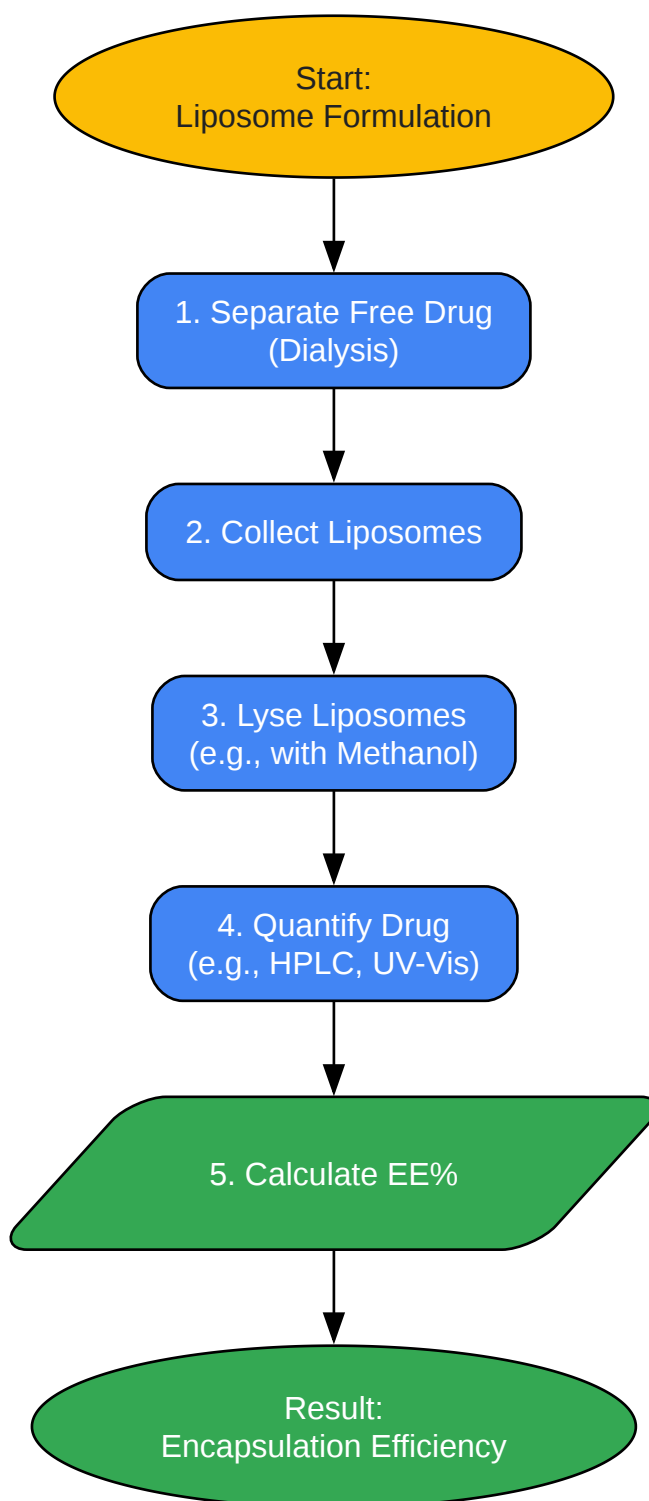 Start:
Liposome Formulation
1. Separate Free Drug
(Dialysis)
2. Collect Liposomes
3. Lyse Liposomes
(e.g., with Methanol)
4. Quantify Drug
(e.g., HPLC, UV-Vis)
5. Calculate EE%
Result:
Encapsulation Efficiency